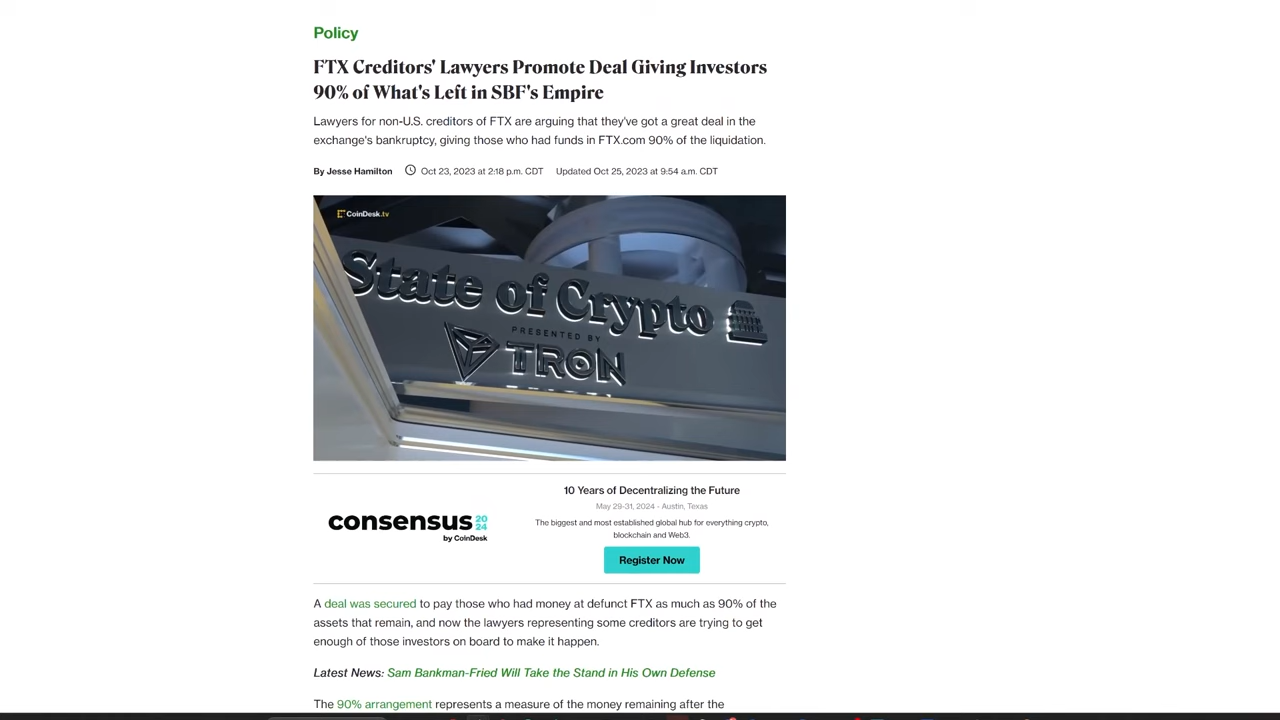 Policy
FTX Creditors' Lawyers Promote Deal Giving Investors
90% of What's Left in SBF's Empire
Lawyers for non-U.S. creditors of FTX are arguing that they've got a great deal in the
exchange's bankruptcy, giving those who had funds in FTX.com 90% of the liquidation.
By Jesse Hamilton Oct 23, 2023 at 2:18 p.m. CDT Updated Oct 25, 2023 at 9:54 a.m. CDT
CoinDesk.tv
State of Crypto
PRESENTED BY
TRON
10 Years of Decentralizing the Future
May 29-31, 2024 - Austin, Texas
consensus 2024
by CoinDesk
The biggest and most established global hub for everything crypto,
blockchain and Web3.
Register Now
A deal was secured to pay those who had money at defunct FTX as much as 90% of the
assets that remain, and now the lawyers representing some creditors are trying to get
enough of those investors on board to make it happen.
Latest News: Sam Bankman-Fried Will Take the Stand in His Own Defense
The 90% arrangement represents a measure of the money remaining after the